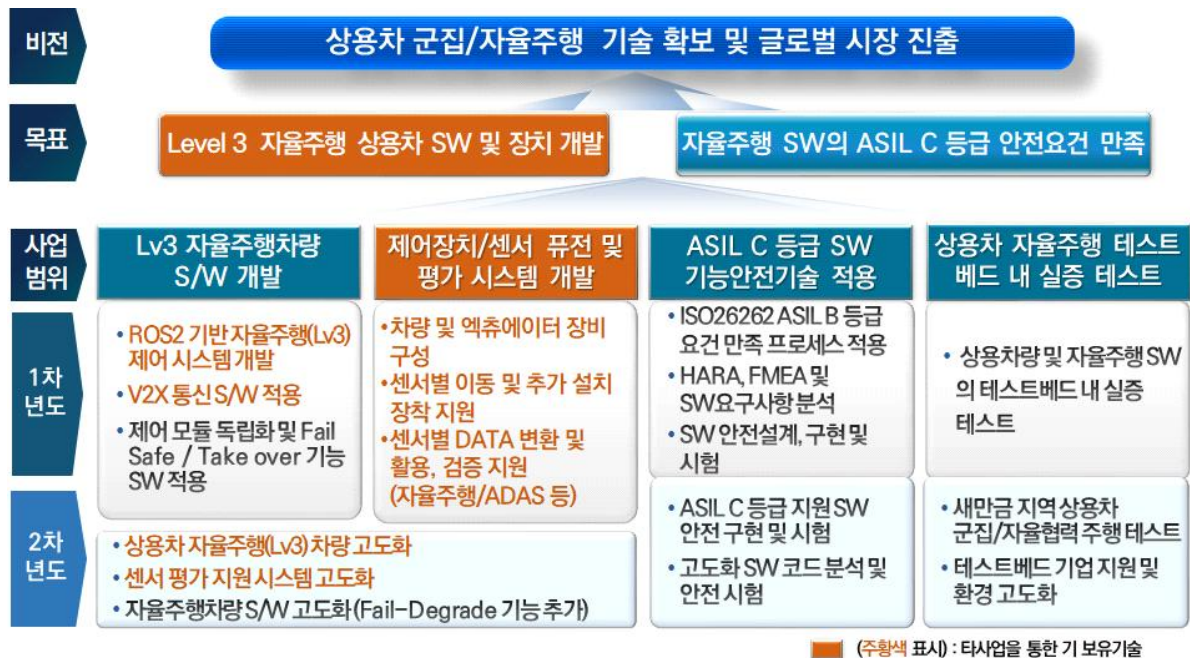 비전
상용차 군집/자율주행 기술 확보 및 글로벌 시장 진출
목표
Level 3 자율주행 상용차 SW 및 장치 개발
자율주행 SW의 ASIL C 등급 안전요건 만족
사업
범위
Lv3 자율주행차량
S/W 개발
제어장치/센서 퓨전 및
평가 시스템 개발
ASIL C 등급 SW
기능안전기술 적용
상용차 자율주행 테스트
베드 내 실증 테스트
1차
년도
• ROS2 기반 자율주행(Lv3)
제어 시스템 개발
• V2X 통신 S/W 적용
• 제어 모듈 독립화 및 Fail
Safe / Take over 기능
SW 적용
• 차량 및 엑츄에이터 장비
구성
• 센서별 이동 및 추가 설치
장착 지원
• 센서별 DATA 변환 및
활용, 검증 지원
(자율주행/ADAS 등)
• ISO26262 ASIL B 등급
요건 만족 프로세스 적용
• HARA, FMEA 및
SW요구사항 분석
• SW 안전설계, 구현 및
시험
• 상용차량 및 자율주행 SW
의 테스트베드 내 실증
테스트
2차
년도
• 상용차 자율주행(Lv3) 차량 고도화
• 센서 평가 지원 시스템 고도화
• 자율주행차량 S/W 고도화(Fail-Degrade 기능 추가)
• ASIL C 등급 지원 SW
안전 구현 및 시험
• 고도화 SW 코드 분석 및
안전 시험
• 새만금 지역 상용차
군집/자율협력 주행 테스트
• 테스트베드 기업 지원 및
환경 고도화
(주황색 표시) : 타사업을 통한 기 보유기술